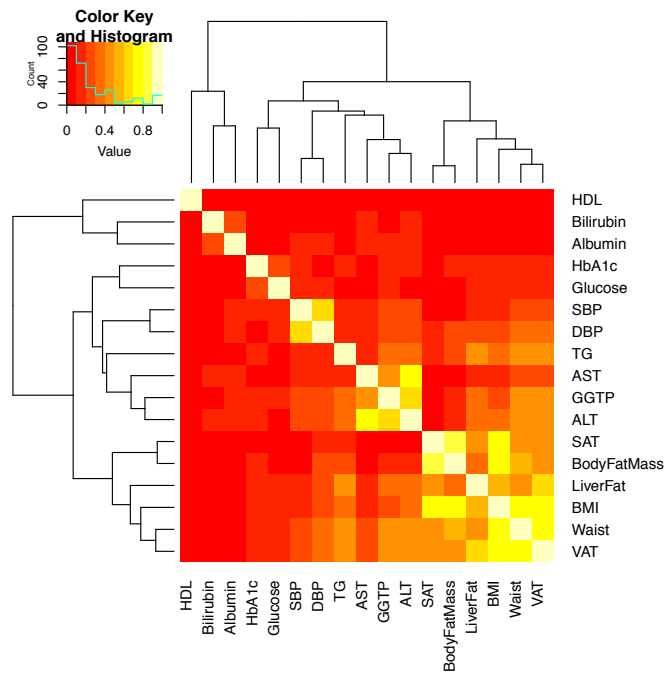 Color Key
and Histogram
Count
0 40 100
0 0.4 0.8
Value
HDL
Bilirubin
Albumin
HbA1c
Glucose
SBP
DBP
TG
AST
GGTP
ALT
SAT
BodyFatMass
LiverFat
BMI
Waist
VAT
HDL
Bilirubin
Albumin
HbA1c
Glucose
SBP
DBP
TG
AST
GGTP
ALT
SAT
BodyFatMass
LiverFat
BMI
Waist
VAT